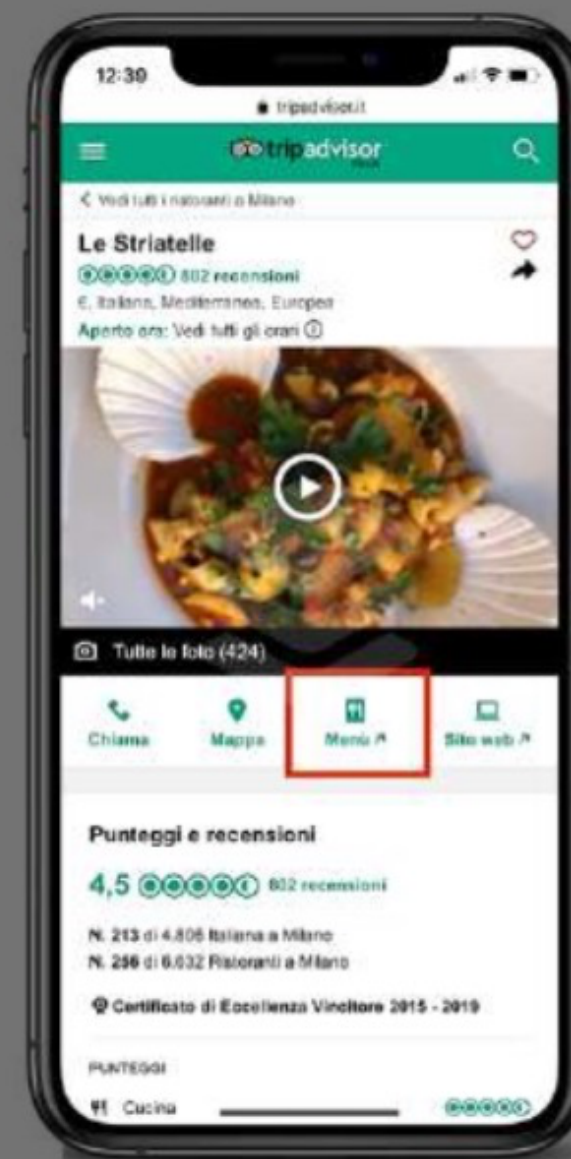 12:30
tripadvisor.it
tripadvisor
Vedi tutti i ristoranti a Milano
Le Striatelle
802 recensioni
€, Italiana, Mediterranea, Europea
Aperto ora: Vedi tutti gli orari
Tutte le foto (424)
Chiama Mappa Menù Sito web
Punteggi e recensioni
4,5 802 recensioni
N. 213 di 4.806 Italiana a Milano
N. 256 di 6.632 Ristoranti a Milano
Certificato di Eccellenza Vincitore 2015 - 2019
PUNTEGGI
Cucina